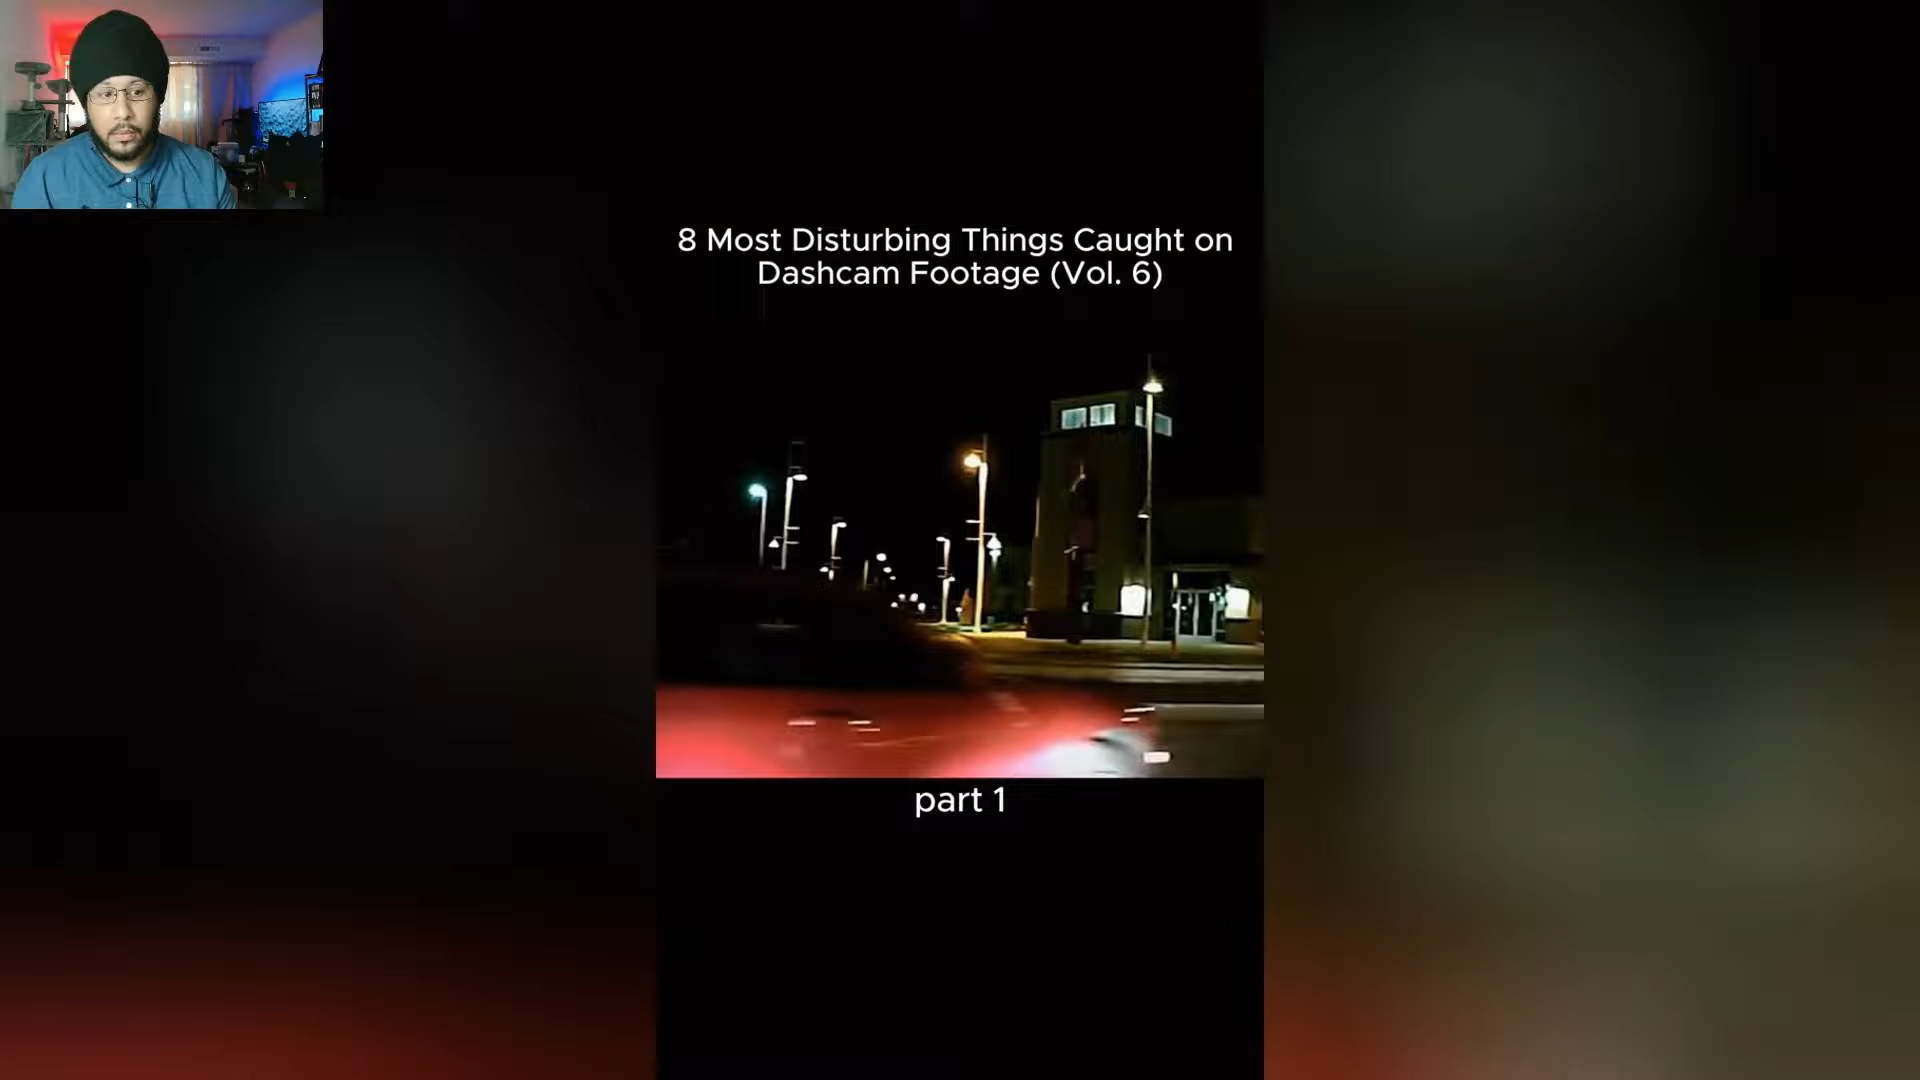 8 Most Disturbing Things Caught on
Dashcam Footage (Vol. 6)
part 1